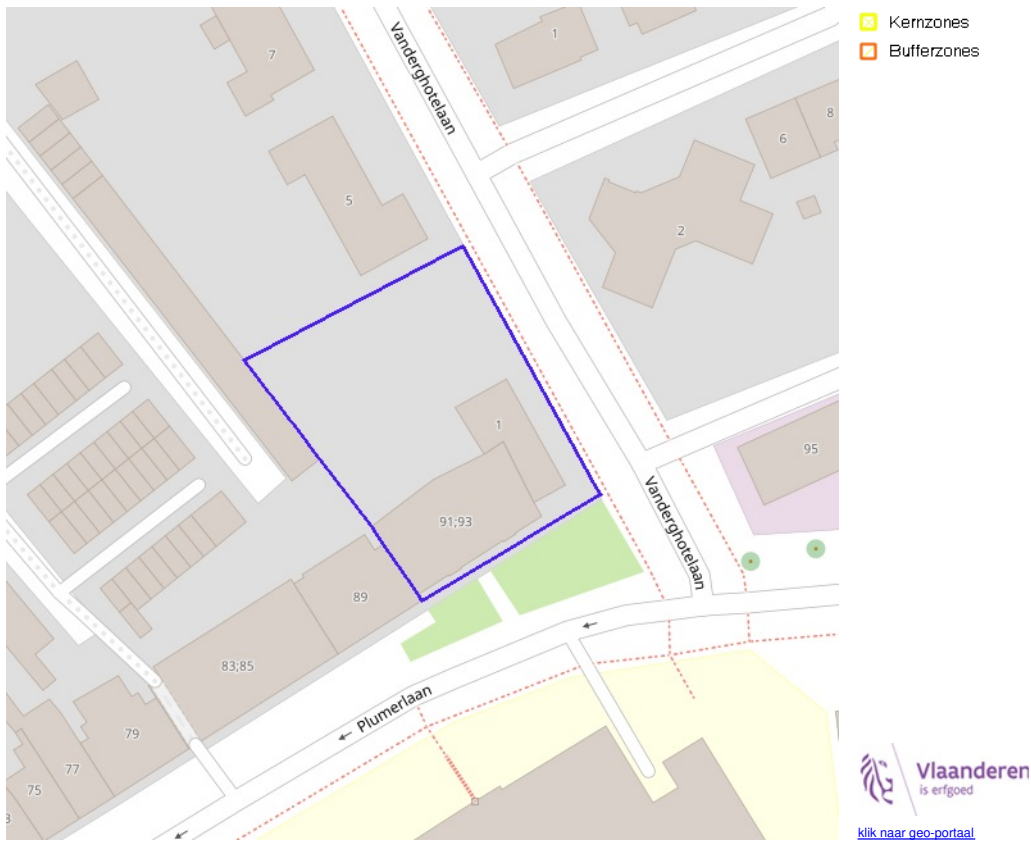 Kernzones
Bufferzones
7
1
Vanderghotelaan
8
6
5
2
1
95
91;93
Vanderghotelaan
89
83;85
Plumerlaan
79
77
75
Vlaanderen
is erfgoed
klik naar geo-portaal